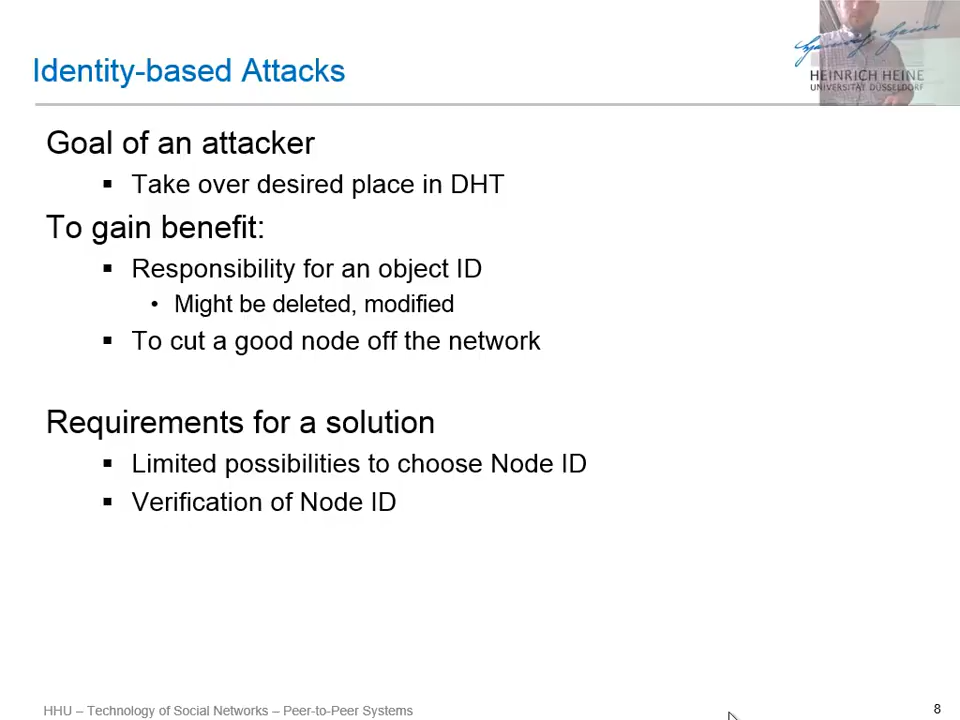 Identity-based Attacks
HEINRICH HEINE
UNIVERSITÄT DÜSSELDORF
Goal of an attacker
▪ Take over desired place in DHT
To gain benefit:
▪ Responsibility for an object ID
• Might be deleted, modified
▪ To cut a good node off the network
Requirements for a solution
▪ Limited possibilities to choose Node ID
▪ Verification of Node ID
HHU – Technology of Social Networks – Peer-to-Peer Systems
8